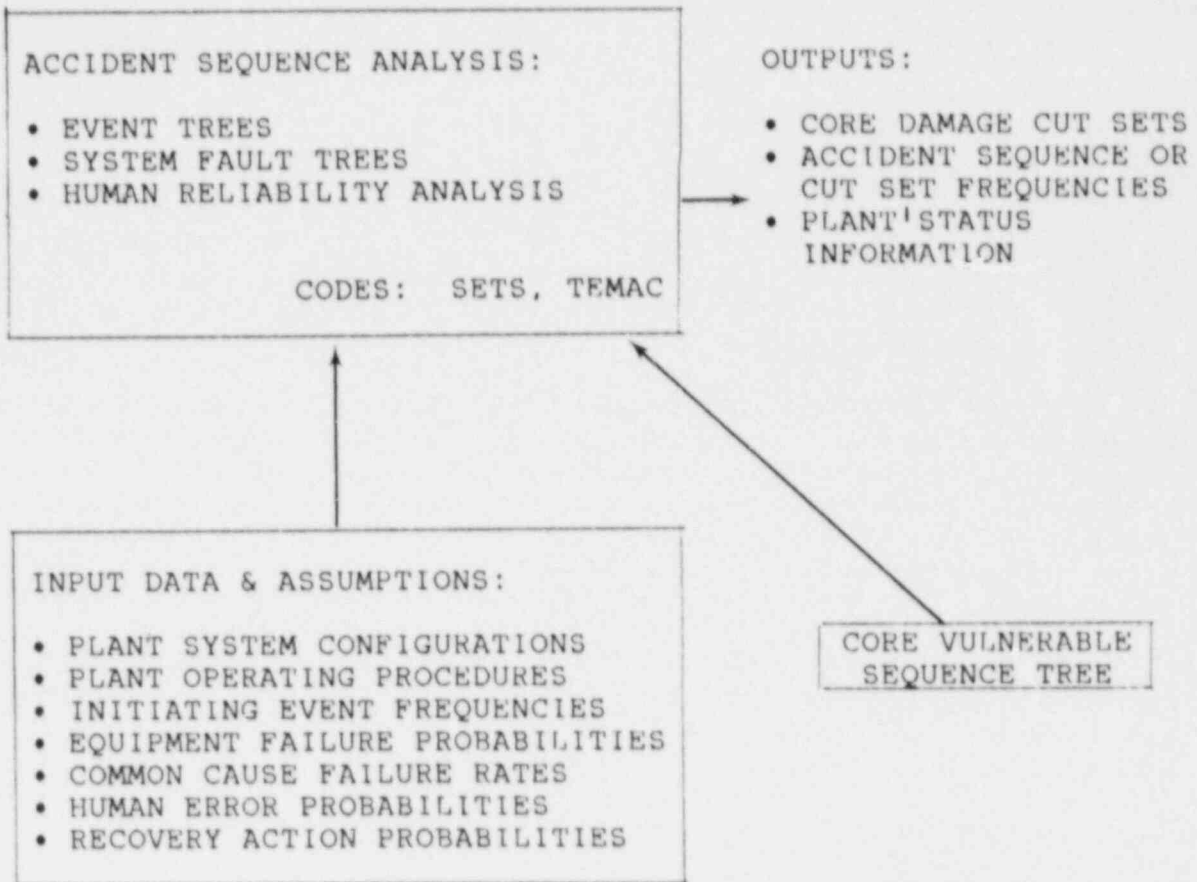 ACCIDENT SEQUENCE ANALYSIS:
• EVENT TREES
• SYSTEM FAULT TREES
• HUMAN RELIABILITY ANALYSIS
CODES: SETS, TEMAC
OUTPUTS:
• CORE DAMAGE CUT SETS
• ACCIDENT SEQUENCE OR
CUT SET FREQUENCIES
• PLANT STATUS
INFORMATION
INPUT DATA & ASSUMPTIONS:
• PLANT SYSTEM CONFIGURATIONS
• PLANT OPERATING PROCEDURES
• INITIATING EVENT FREQUENCIES
• EQUIPMENT FAILURE PROBABILITIES
• COMMON CAUSE FAILURE RATES
• HUMAN ERROR PROBABILITIES
• RECOVERY ACTION PROBABILITIES
CORE VULNERABLE
SEQUENCE TREE